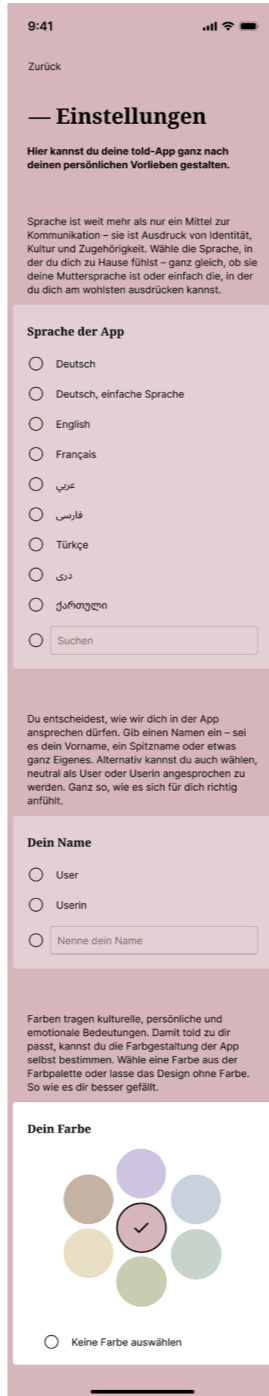 9:41
Zurück
— Einstellungen
Hier kannst du deine told-App ganz nach
deinen persönlichen Vorlieben gestalten.
Sprache ist weit mehr als nur ein Mittel zur
Kommunikation – sie ist Ausdruck von Identität,
Kultur und Zugehörigkeit. Wähle die Sprache, in
der du dich zu Hause fühlst – ganz gleich, ob sie
deine Muttersprache ist oder einfach die, in der
du dich am wohlsten ausdrücken kannst.
Sprache der App
Deutsch
Deutsch, einfache Sprache
English
Français
عربي
فارسی
Türkçe
دری
ქართული
Suchen
Du entscheidest, wie wir dich in der App
ansprechen dürfen. Gib einen Namen ein – sei
es dein Vorname, ein Spitzname oder etwas
ganz Eigenes. Alternativ kannst du auch wählen,
neutral als User oder Userin angesprochen zu
werden. Ganz so, wie es sich für dich richtig
anfühlt.
Dein Name
User
Userin
Nenne dein Name
Farben tragen kulturelle, persönliche und
emotionale Bedeutungen. Damit told zu dir
passt, kannst du die Farbgestaltung der App
selbst bestimmen. Wähle eine Farbe aus der
Farbpalette oder lasse das Design ohne Farbe.
So wie es dir besser gefällt.
Dein Farbe
Keine Farbe auswählen